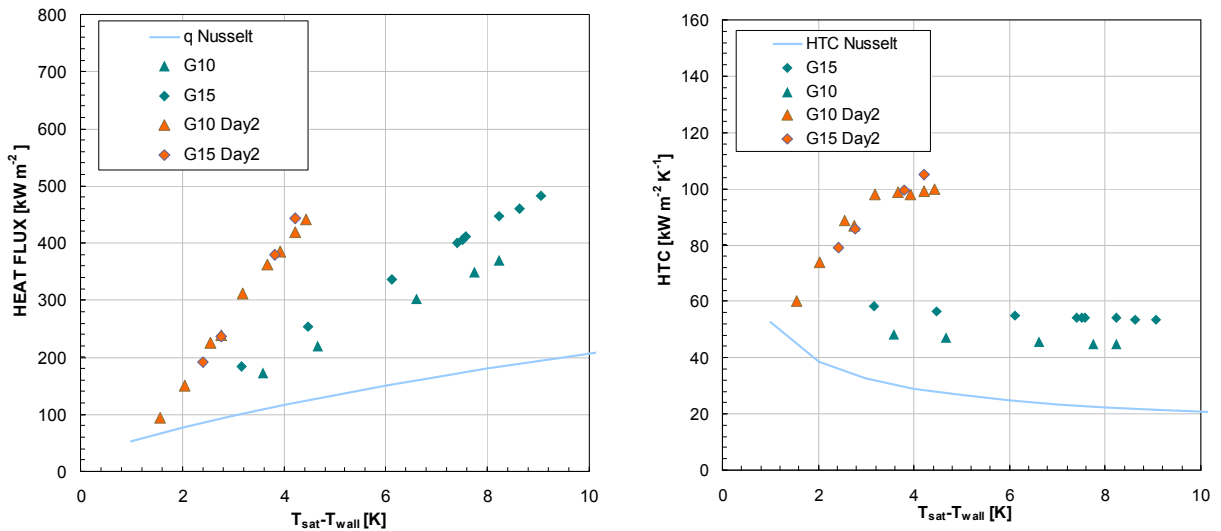 800
700
600
500
400
300
200
100
0
HEAT FLUX [kW m-2]
q Nusselt
G10
G15
G10 Day2
G15 Day2
0 2 4 6 8 10
Tsat-Twall [K]
160
140
120
100
80
60
40
20
0
HTC [kW m-2 K-1]
HTC Nusselt
G15
G10
G10 Day2
G15 Day2
0 2 4 6 8 10
Tsat-Twall [K]